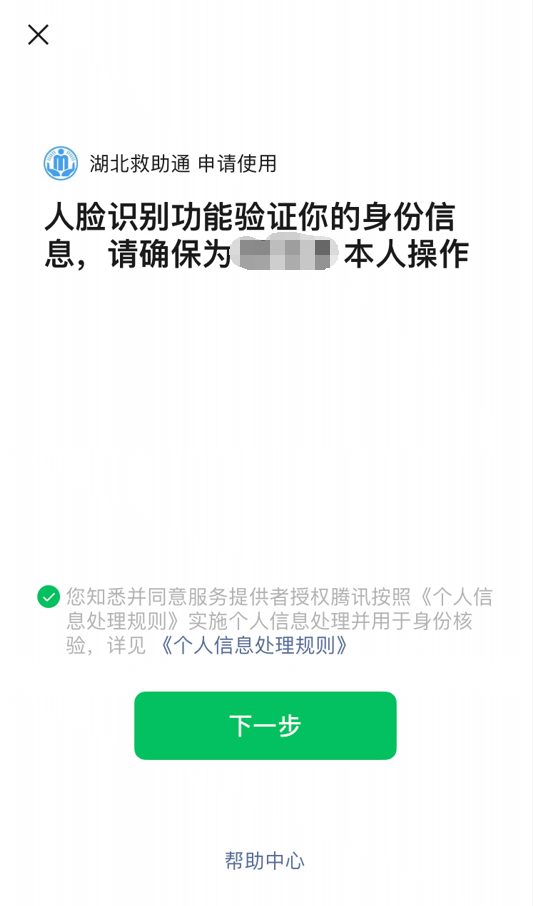 湖北救助通 申请使用
人脸识别功能验证你的身份信
息，请确保为 本人操作
您知悉并同意服务提供者授权腾讯按照《个人信
息处理规则》实施个人信息处理并用于身份核
验，详见 《个人信息处理规则》
下一步
帮助中心